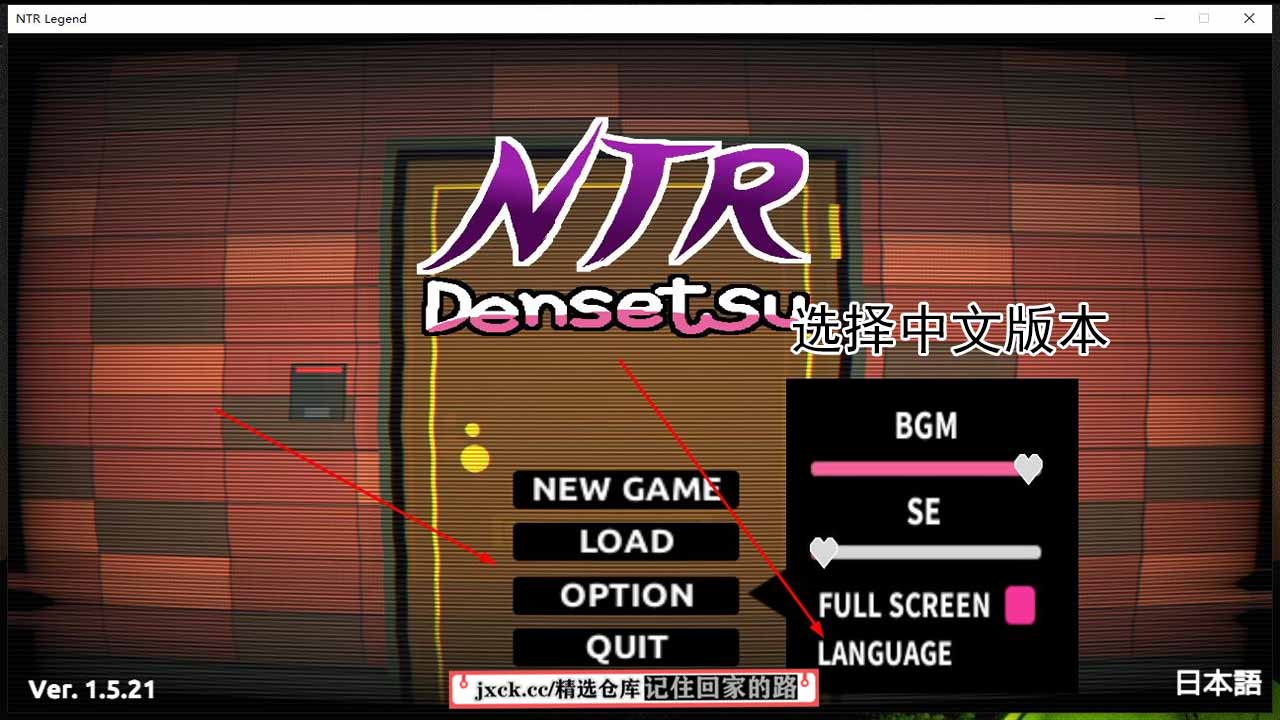 NTR Legend
NTR
Densetsu
选择中文版本
BGM
SE
FULL SCREEN
LANGUAGE
NEW GAME
LOAD
OPTION
QUIT
Ver. 1.5.21
jxck.cc/精选仓库记住回家的路
日本語